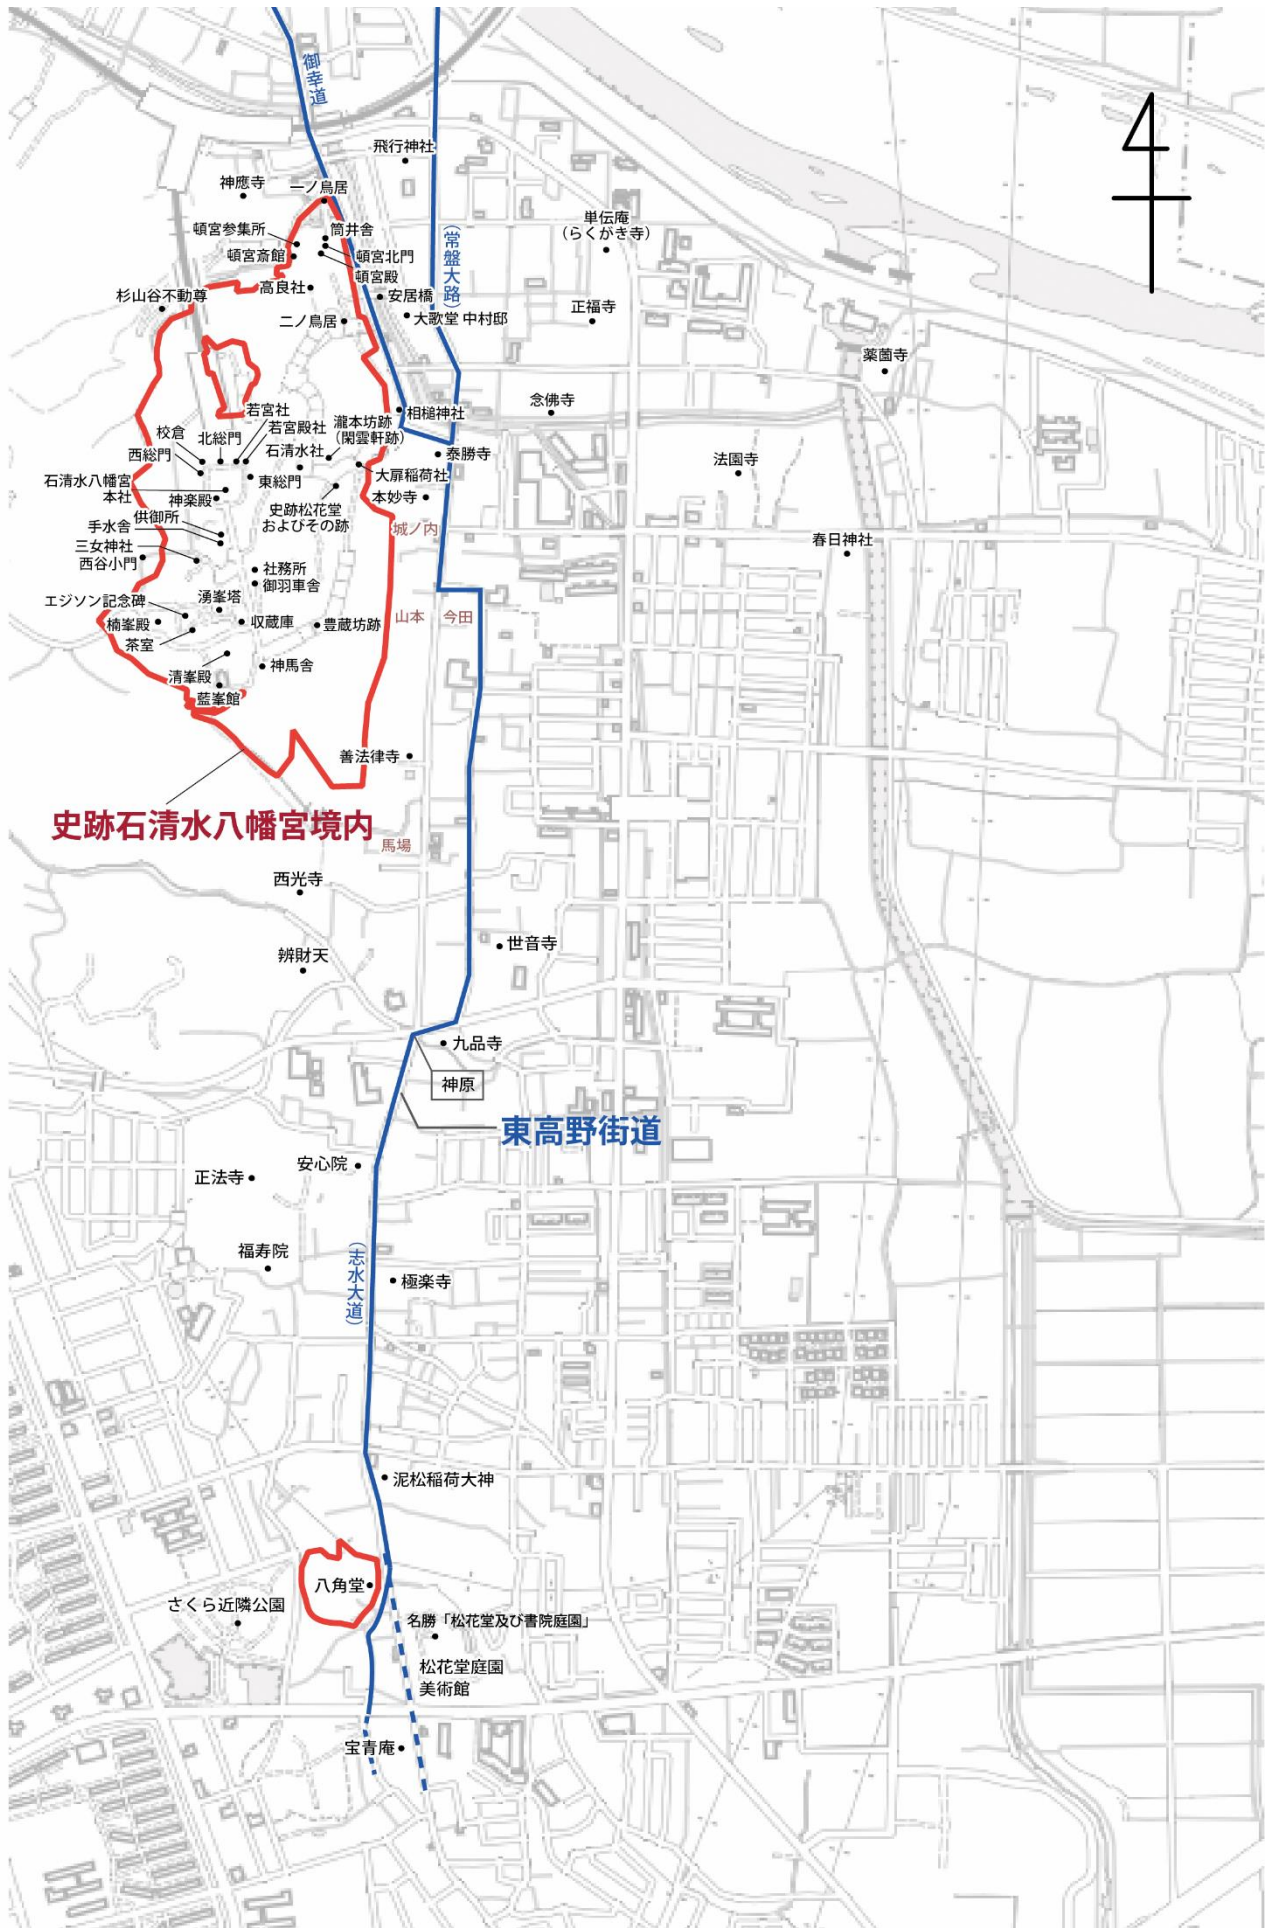 御幸道
飛行神社
神應寺
一ノ鳥居
単伝庵
（らくがき寺）
頓宮参集所
筒井舎
頓宮斎館
頓宮北門
頓宮殿
（常盤大路）
高良社
安居橋
杉山谷不動尊
大歌堂 中村邸
正福寺
二ノ鳥居
薬薗寺
念佛寺
若宮社
相槌神社
若宮殿社
瀧本坊跡
（閑雲軒跡）
校倉
北総門
西総門
石清水社
泰勝寺
法園寺
東総門
大扉稲荷社
石清水八幡宮
本社
神楽殿
本妙寺
史跡松花堂
およびその跡
供御所
手水舎
城ノ内
三女神社
春日神社
西谷小門
社務所
御羽車舎
エジソン記念碑
湧峯塔
山本
今田
楠峯殿
収蔵庫
豊蔵坊跡
茶室
神馬舎
清峯殿
藍峯館
善法律寺
史跡石清水八幡宮境内
馬場
西光寺
世音寺
辨財天
九品寺
神原
東高野街道
安心院
正法寺
福寿院
（志水大道）
極楽寺
泥松稲荷大神
八角堂
さくら近隣公園
名勝「松花堂及び書院庭園」
松花堂庭園
美術館
宝青庵